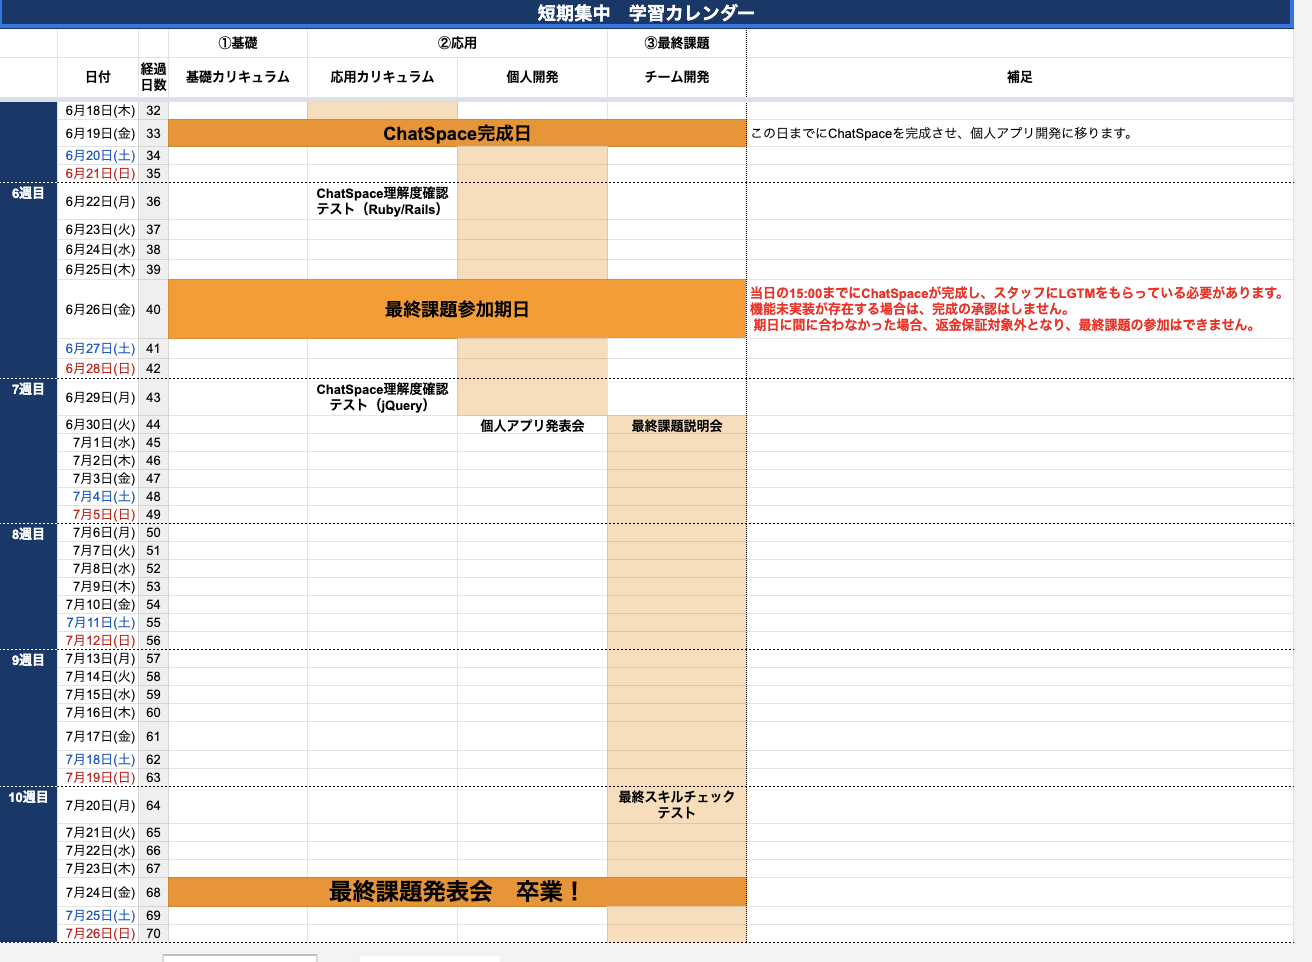 短期集中　学習カレンダー
①基礎 ②応用 ③最終課題
日付 経過日数 基礎カリキュラム 応用カリキュラム 個人開発 チーム開発 補足
6月18日(木) 32
6月19日(金) 33 ChatSpace完成日 この日までにChatSpaceを完成させ、個人アプリ開発に移ります。
6月20日(土) 34
6月21日(日) 35
6週目
6月22日(月) 36 ChatSpace理解度確認
テスト（Ruby/Rails）
6月23日(火) 37
6月24日(水) 38
6月25日(木) 39
6月26日(金) 40 最終課題参加期日
当日の15:00までにChatSpaceが完成し、スタッフにLGTMをもらっている必要があります。
機能未実装が存在する場合は、完成の承認はしません。
期日に間に合わなかった場合、返金保証対象外となり、最終課題の参加はできません。
6月27日(土) 41
6月28日(日) 42
7週目
6月29日(月) 43 ChatSpace理解度確認
テスト（jQuery）
6月30日(火) 44 個人アプリ発表会 最終課題説明会
7月1日(水) 45
7月2日(木) 46
7月3日(金) 47
7月4日(土) 48
7月5日(日) 49
8週目
7月6日(月) 50
7月7日(火) 51
7月8日(水) 52
7月9日(木) 53
7月10日(金) 54
7月11日(土) 55
7月12日(日) 56
9週目
7月13日(月) 57
7月14日(火) 58
7月15日(水) 59
7月16日(木) 60
7月17日(金) 61
7月18日(土) 62
7月19日(日) 63
10週目
7月20日(月) 64 最終スキルチェック
テスト
7月21日(火) 65
7月22日(水) 66
7月23日(木) 67
7月24日(金) 68 最終課題発表会　卒業！
7月25日(土) 69
7月26日(日) 70